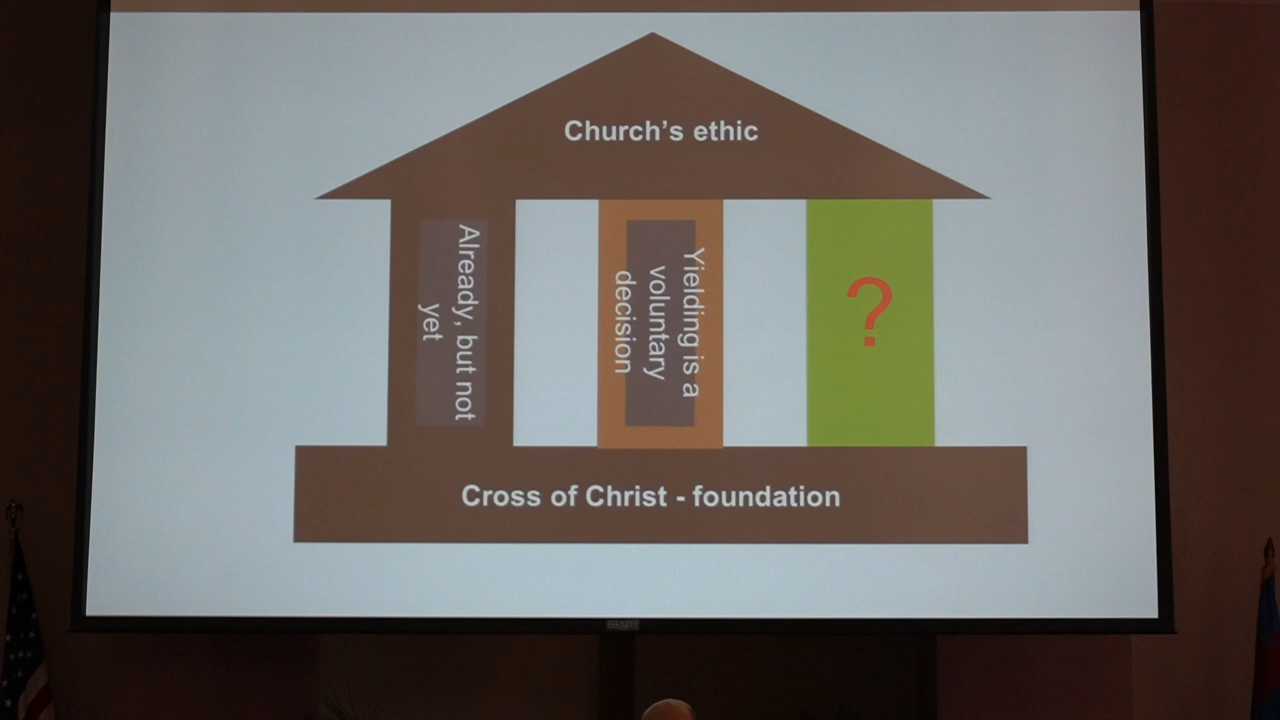 Church's ethic
Already, but not
yet
Yielding is a
voluntary
decision
?
Cross of Christ - foundation